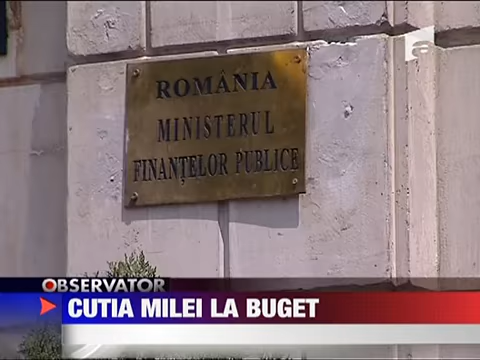 ROMÂNIA
MINISTERUL
FINANȚELOR PUBLICE
OBSERVATOR
CUTIA MILEI LA BUGET